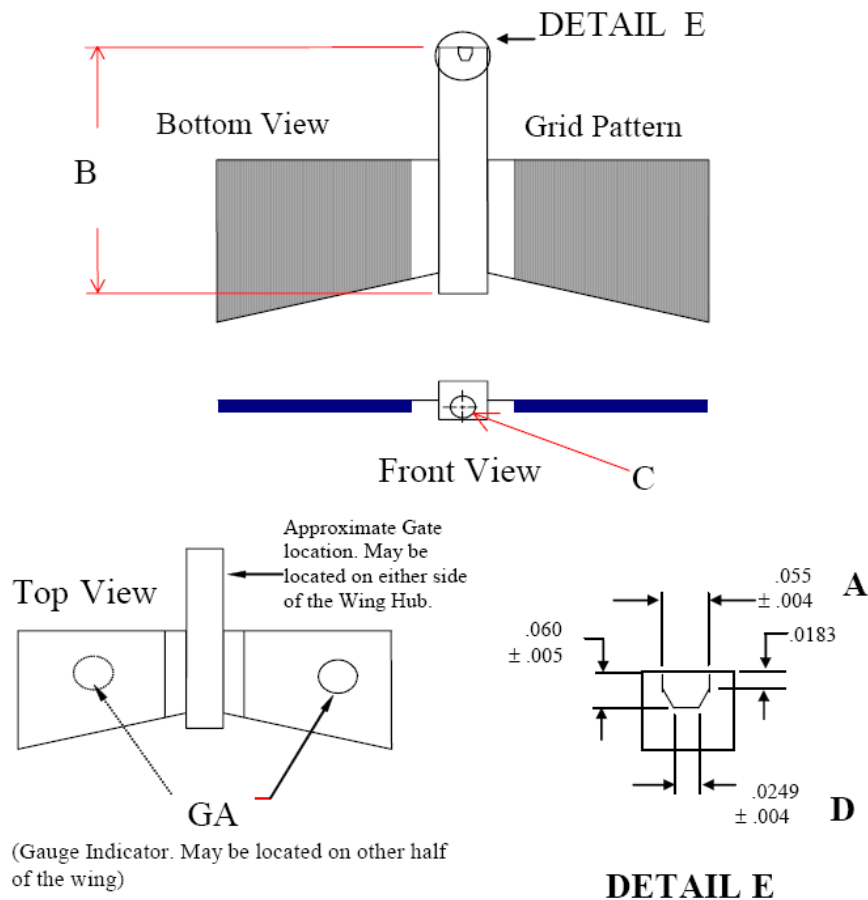 DETAIL E
Bottom View
Grid Pattern
B
Front View
C
Approximate Gate
location. May be
located on either side
of the Wing Hub.
Top View
.055
± .004
A
.060
± .005
.0183
GA
.0249
± .004
D
(Gauge Indicator. May be located on other half
of the wing)
DETAIL E